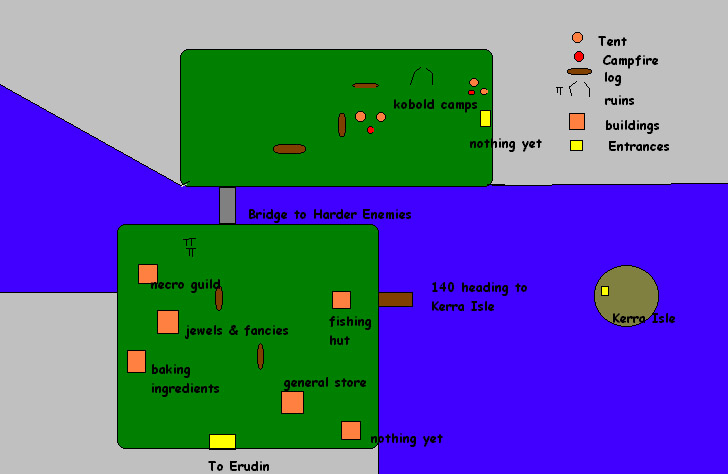 Tent
Campfire
log
ruins
buildings
Entrances
kobold camps
nothing yet
Bridge to Harder Enemies
necro guild
jewels & fancies
baking
ingredients
fishing
hut
general store
nothing yet
140 heading to
Kerra Isle
Kerra Isle
To Erudin